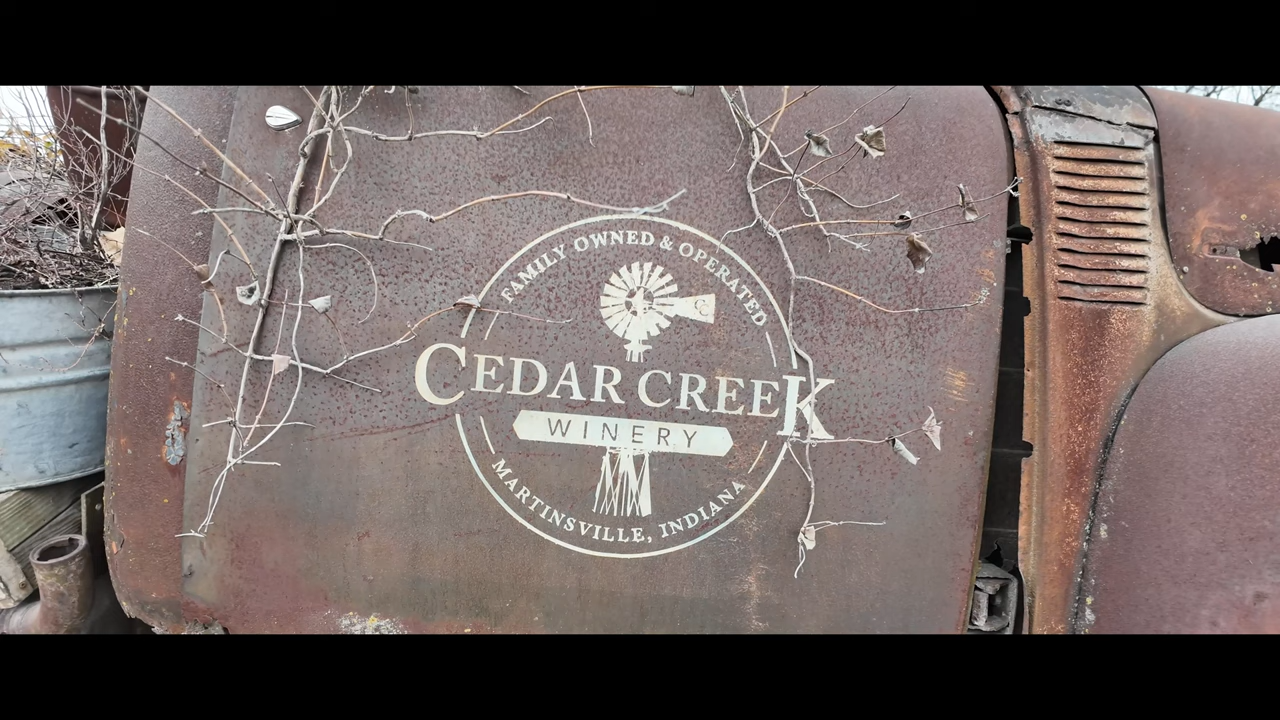 FAMILY OWNED & OPERATED
CEDAR CREEK
WINERY
MARTINSVILLE, INDIANA